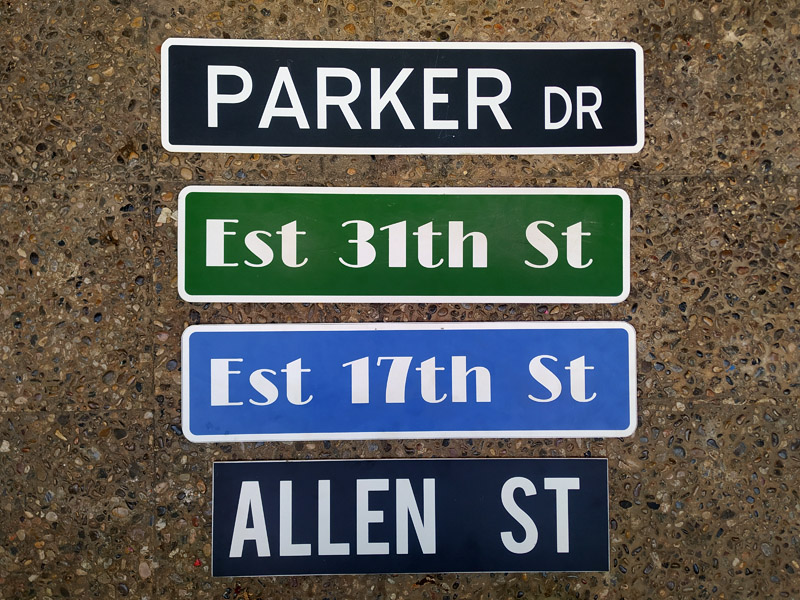 PARKER DR
Est 31th St
Est 17th St
ALLEN ST